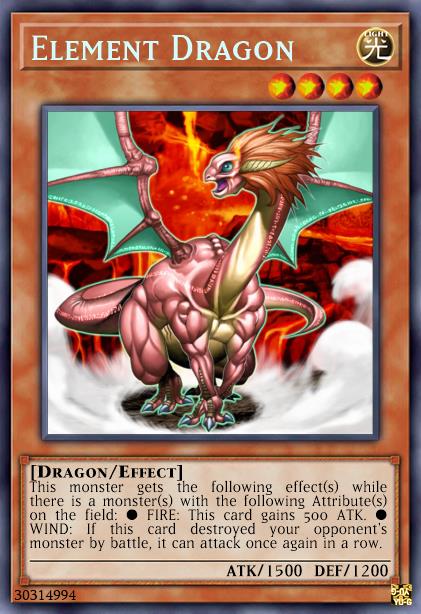 Element Dragon
LIGHT
光
[Dragon/Effect]
This monster gets the following effect(s) while
there is a monster(s) with the following Attribute(s)
on the field: ● FIRE: This card gains 500 ATK. ●
WIND: If this card destroyed your opponent's
monster by battle, it can attack once again in a row.
ATK/1500 DEF/1200
30314994